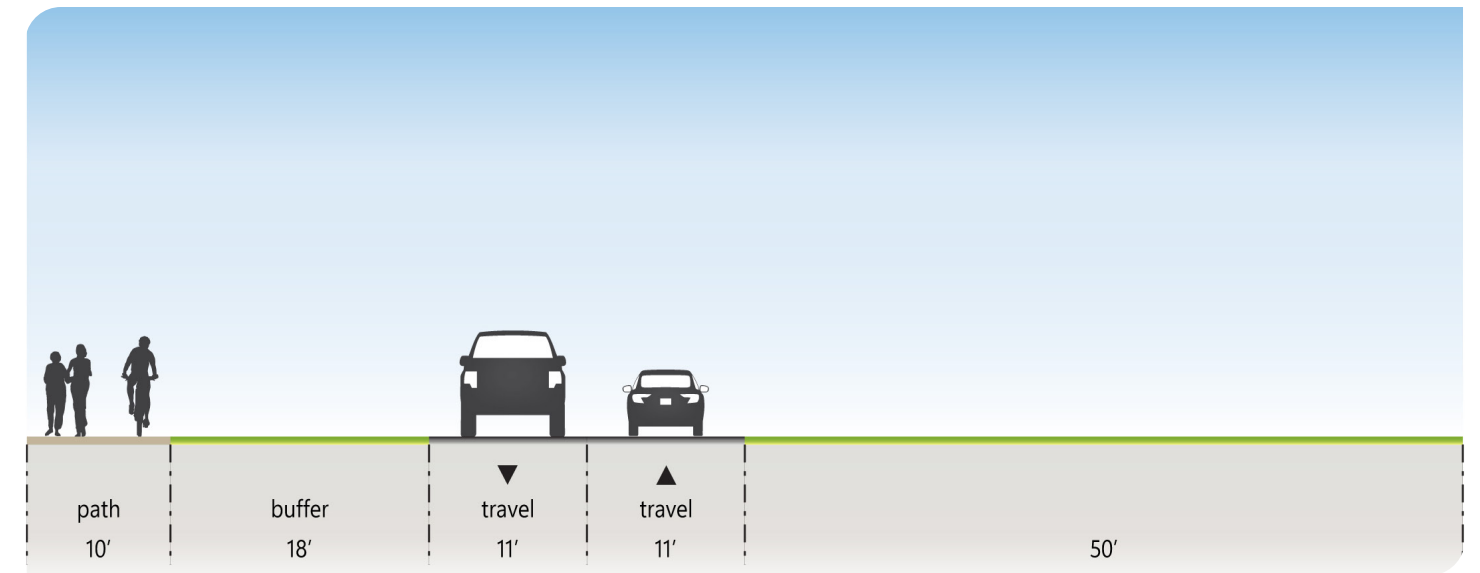 ▼ ▲
path buffer travel travel
10′ 18′ 11′ 11′ 50′